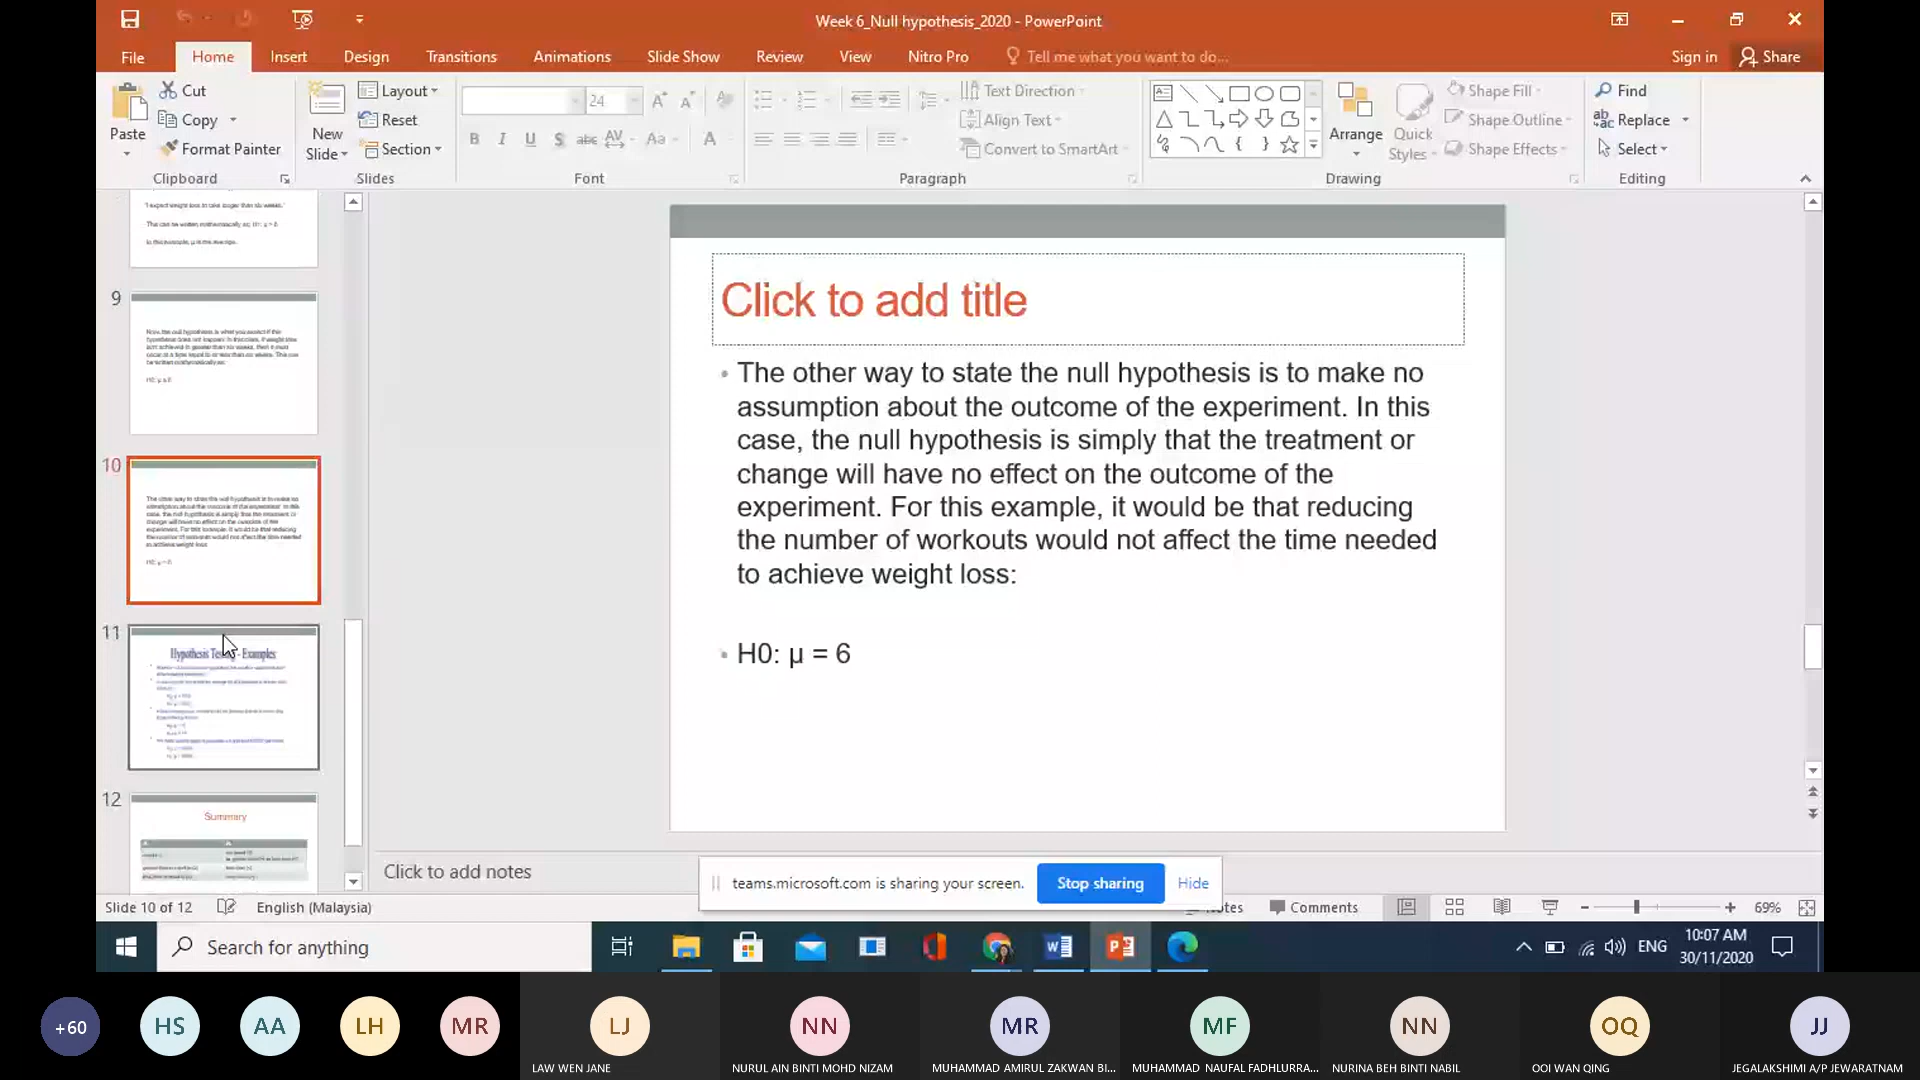 Week 6_Null hypothesis_2020 - PowerPoint
File Home Insert Design Transitions Animations Slide Show Review View Nitro Pro Tell me what you want to do... Sign in Share
Paste
Cut
Copy
Format Painter
Clipboard
New
Slide
Layout
Reset
Section
Slides
24
B I U S abc AV Aa A
Font
Text Direction
Align Text
Convert to SmartArt
Paragraph
Arrange
Quick
Styles
Shape Fill
Shape Outline
Shape Effects
Drawing
Find
Replace
Select
Editing
9
10
11
Hypothesis Testing - Examples
12
Summary
Click to add title
• The other way to state the null hypothesis is to make no
assumption about the outcome of the experiment. In this
case, the null hypothesis is simply that the treatment or
change will have no effect on the outcome of the
experiment. For this example, it would be that reducing
the number of workouts would not affect the time needed
to achieve weight loss:
• H0: μ = 6
Click to add notes
teams.microsoft.com is sharing your screen. Stop sharing Hide
Slide 10 of 12 English (Malaysia) Comments 69%
Search for anything
ENG
10:07 AM
30/11/2020
+60 HS AA LH MR LJ NN MR MF NN OQ JJ
LAW WEN JANE NURUL AIN BINTI MOHD NIZAM MUHAMMAD AMIRUL ZAKWAN BI... MUHAMMAD NAUFAL FADHLURRA... NURINA BEH BINTI NABIL OOI WAN QING JEGALAKSHIMI A/P JEWARATNAM